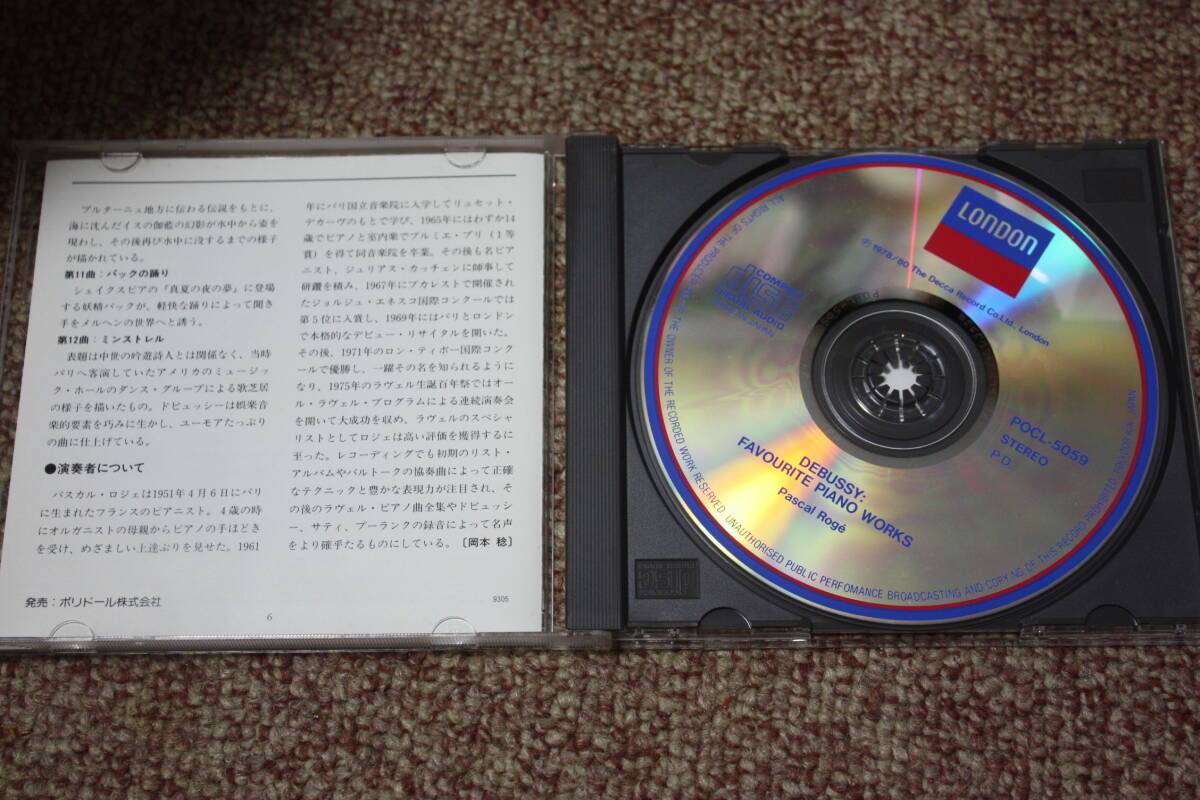 ブルターニュ地方に伝わる伝説をもとに、
海に沈んだイスの伽藍の幻影が水中から姿を
現わし、その後再び水中に没するまでの様子
が描かれている。
第11曲：パックの踊り
シェイクスピアの『真夏の夜の夢』に登場
する妖精パックが、軽快な踊りによって聞き
手をメルヘンの世界へと誘う。
第12曲：ミンストレル
表題は中世の吟遊詩人とは関係なく、当時
パリへ客演していたアメリカのミュージッ
ク・ホールのダンス・グループによる歌芝居
の様子を描いたもの。ドビュッシーは娯楽音
楽的要素を巧みに生かし、ユーモアたっぷり
の曲に仕上げている。
●演奏者について
パスカル・ロジェは1951年4月6日にパリ
に生まれたフランスのピアニスト。4歳の時
にオルガニストの母親からピアノの手ほどき
を受け、めざましい上達ぶりを見せた。1961
年にパリ国立音楽院に入学してリュセット・
デカーヴのもとで学び、1965年にはわずか14
歳でピアノと室内楽でプルミエ・プリ（1等
賞）を得て同音楽院を卒業。その後も名ピア
ニスト、ジュリアス・カッチェンに師事して
研鑽を積み、1967年にブカレストで開催され
たジョルジュ・エネスコ国際コンクールでは
第5位に入賞し、1969年にはパリとロンドン
で本格的なデビュー・リサイタルを開いた。
その後、1971年のロン・ティボー国際コンク
ールで優勝し、一躍その名を知られるように
なり、1975年のラヴェル生誕百年祭ではオー
ル・ラヴェル・プログラムによる連続演奏会
を開いて大成功を収め、ラヴェルのスペシャ
リストとしてロジェは高い評価を獲得するに
至った。レコーディングでも初期のリスト・
アルバムやバルトークの協奏曲によって正確
なテクニックと豊かな表現力が注目され、そ
の後のラヴェル・ピアノ曲全集やドビュッシ
ー、サティ、プーランクの録音によって名声
をより確乎たるものにしている。〔岡本 稔〕
発売：ポリドール株式会社
9305
6
LONDON
Ⓟ 1978/80 The Decca Record Co.Ltd., London
COMPACT
DIGITAL AUDIO
POCL-5059
STEREO
P.D.
DEBUSSY:
FAVOURITE PIANO WORKS
Pascal Rogé
ALL RIGHTS OF THE PRODUCER AND OF THE OWNER OF THE RECORDED WORK RESERVED. UNAUTHORISED PUBLIC PERFOMANCE BROADCASTING AND COPYING OF THIS RECORD PROHIBITED.